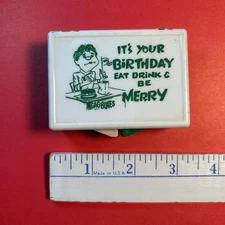 IT'S YOUR
BIRTHDAY
EAT DRINK &
BE
MERRY
1 2 3 4
Made in U.S.A.